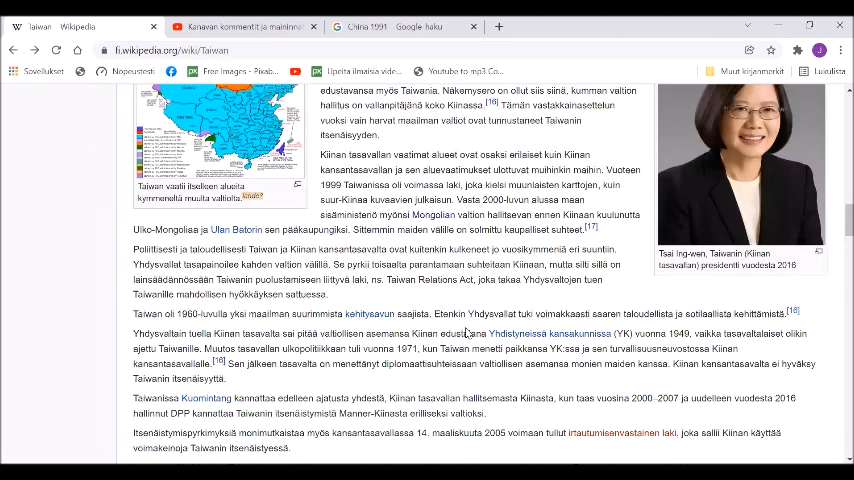 Taiwan – Wikipedia
Kanavan kommentit ja maininnan
China 1991 - Google-haku
fi.wikipedia.org/wiki/Taiwan
J
Sovellukset
Nopeustesti
Free Images - Pixab...
Upeita ilmaisia vide...
Youtube to mp3 Co...
Muut kirjanmerkit
Lukulista
edustavansa myös Taiwania. Näkemysero on ollut siis siinä, kumman valtion
hallitus on vallanpitäjänä koko Kiinassa.[16] Tämän vastakkainasettelun
vuoksi vain harvat maailman valtiot ovat tunnustaneet Taiwanin
itsenäisyyden.
Kiinan tasavallan vaatimat alueet ovat osaksi erilaiset kuin Kiinan
kansantasavallan ja sen aluevaatimukset ulottuvat muihinkin maihin. Vuoteen
1999 Taiwanissa oli voimassa laki, joka kielsi muunlaisten karttojen, kuin
suur-Kiinaa kuvaavien julkaisun. Vasta 2000-luvun alussa maan
sisäministeriö myönsi Mongolian valtion hallitsevan ennen Kiinaan kuulunutta
Ulko-Mongoliaa ja Ulan Batorin sen pääkaupungiksi. Sittemmin maiden välille on solmittu kaupalliset suhteet.[17]
Taiwan vaatii itselleen alueita
kymmeneltä muulta valtiolta.lähde?
Tsai Ing-wen, Taiwanin (Kiinan
tasavallan) presidentti vuodesta 2016
Poliittisesti ja taloudellisesti Taiwan ja Kiinan kansantasavalta ovat kuitenkin kulkeneet jo vuosikymmeniä eri suuntiin.
Yhdysvallat tasapainoilee kahden valtion välillä. Se pyrkii toisaalta parantamaan suhteitaan Kiinaan, mutta silti sillä on
lainsäädännössään Taiwanin puolustamiseen liittyvä laki, ns. Taiwan Relations Act, joka takaa Yhdysvaltojen tuen
Taiwanille mahdollisen hyökkäyksen sattuessa.
Taiwan oli 1960-luvulla yksi maailman suurimmista kehitysavun saajista. Etenkin Yhdysvallat tuki voimakkaasti saaren taloudellista ja sotilaallista kehittämistä.[16]
Yhdysvaltain tuella Kiinan tasavalta sai pitää valtiollisen asemansa Kiinan edustajana Yhdistyneissä kansakunnissa (YK) vuonna 1949, vaikka tasavaltalaiset olikin
ajettu Taiwanille. Muutos tasavallan ulkopolitiikkaan tuli vuonna 1971, kun Taiwan menetti paikkansa YK:ssa ja sen turvallisuusneuvostossa Kiinan
kansantasavallalle.[16] Sen jälkeen tasavalta on menettänyt diplomaattisuhteissaan valtiollisen asemansa monien maiden kanssa. Kiinan kansantasavalta ei hyväksy
Taiwanin itsenäisyyttä.
Taiwanissa Kuomintang kannattaa edelleen ajatusta yhdestä, Kiinan tasavallan hallitsemasta Kiinasta, kun taas vuosina 2000–2007 ja uudelleen vuodesta 2016
hallinnut DPP kannattaa Taiwanin itsenäistymistä Manner-Kiinasta erilliseksi valtioksi.
Itsenäistymispyrkimyksiä monimutkaistaa myös kansantasavallassa 14. maaliskuuta 2005 voimaan tullut irtautumisenvastainen laki, joka sallii Kiinan käyttää
voimakeinoja Taiwanin itsenäistyessä.